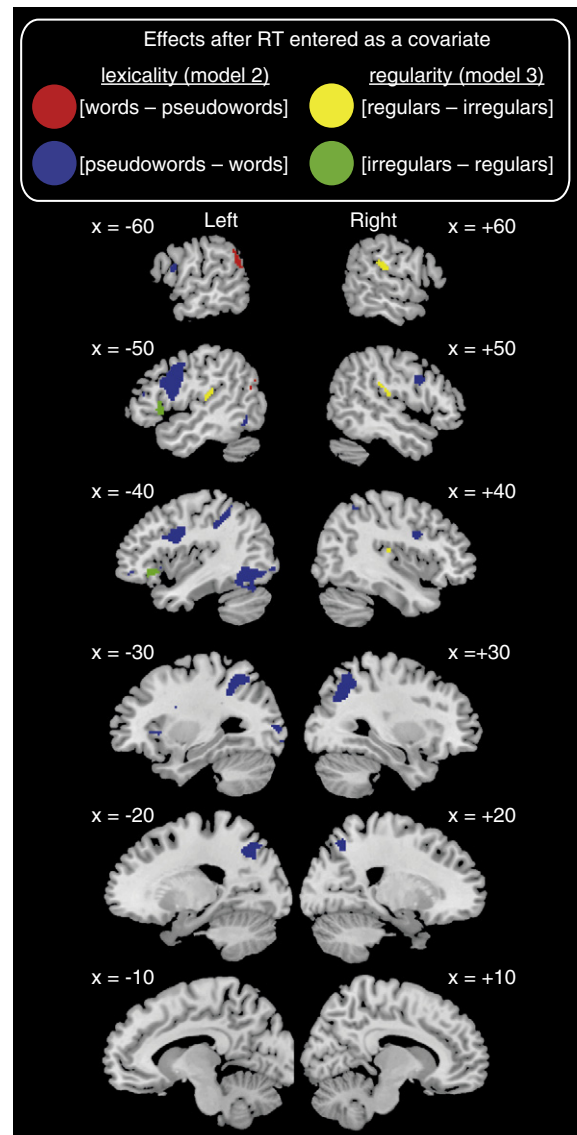 Effects after RT entered as a covariate
lexicality (model 2) regularity (model 3)
[words – pseudowords] [regulars – irregulars]
[pseudowords – words] [irregulars – regulars]
x = -60 Left Right x = +60
x = -50 x = +50
x = -40 x = +40
x = -30 x =+30
x = -20 x = +20
x = -10 x = +10